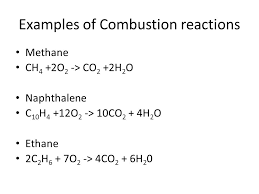 Examples of Combustion reactions
• Methane
• CH₄ +2O₂ -> CO₂ +2H₂O
• Naphthalene
• C₁₀H₄ +12O₂ -> 10CO₂ + 4H₂O
• Ethane
• 2C₂H₆ + 7O₂ -> 4CO₂ + 6H₂0